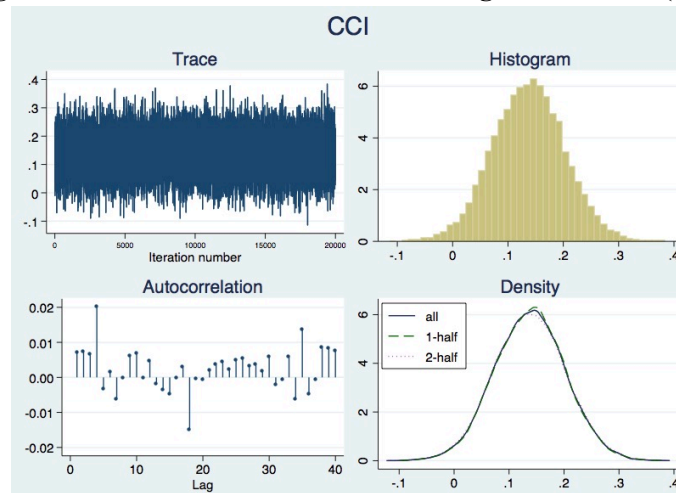 CCI
Trace
.4
.3
.2
.1
0
-.1
0 5000 10000 15000 20000
Iteration number
Histogram
6
4
2
0
-.1 0 .1 .2 .3 .4
Autocorrelation
0.02
0.01
0.00
-0.01
-0.02
0 10 20 30 40
Lag
Density
all
1-half
2-half
6
4
2
0
-.1 0 .1 .2 .3 .4